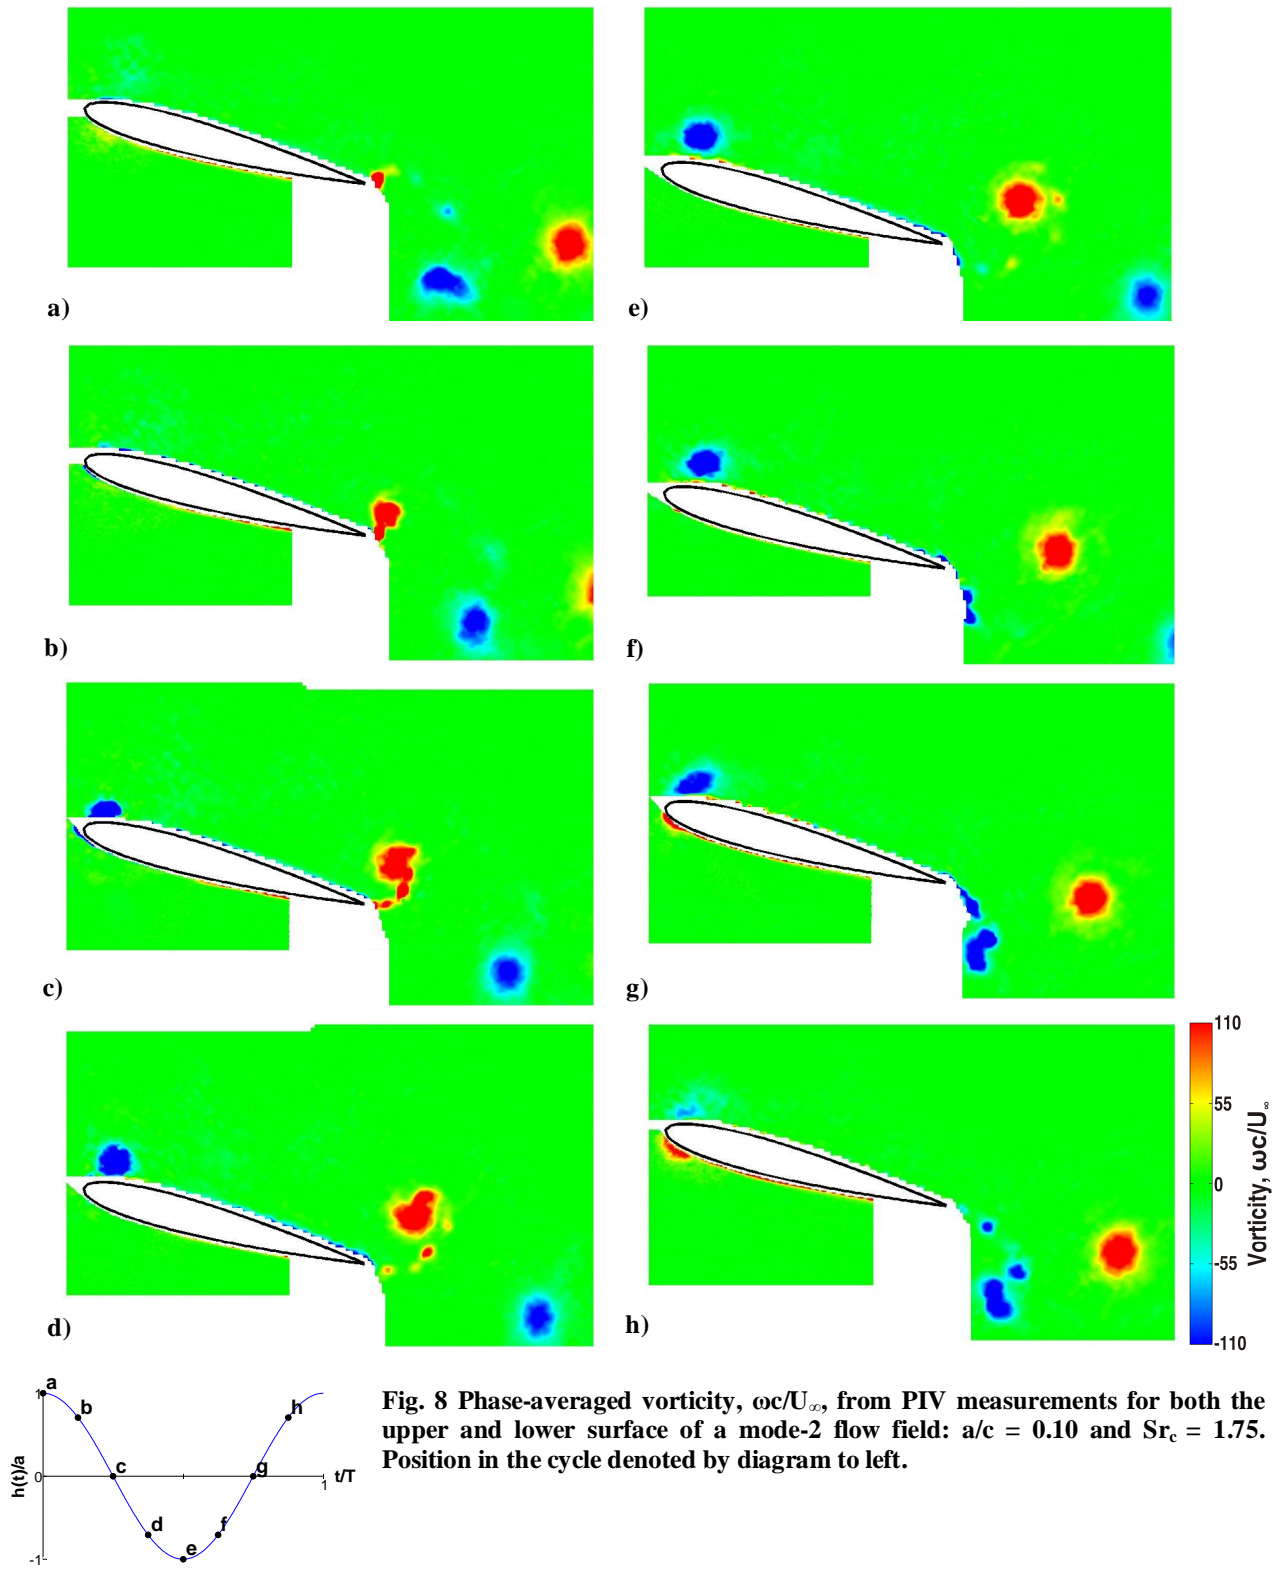 a)
e)
b)
f)
c)
g)
d)
h)
110
55
0
-55
-110
Vorticity, ωc/U∞
1
a
b
c
d
e
f
g
h
0
-1
h(t)/a
t/T
1
Fig. 8 Phase-averaged vorticity, ωc/U∞, from PIV measurements for both the
upper and lower surface of a mode-2 flow field: a/c = 0.10 and Src = 1.75.
Position in the cycle denoted by diagram to left.